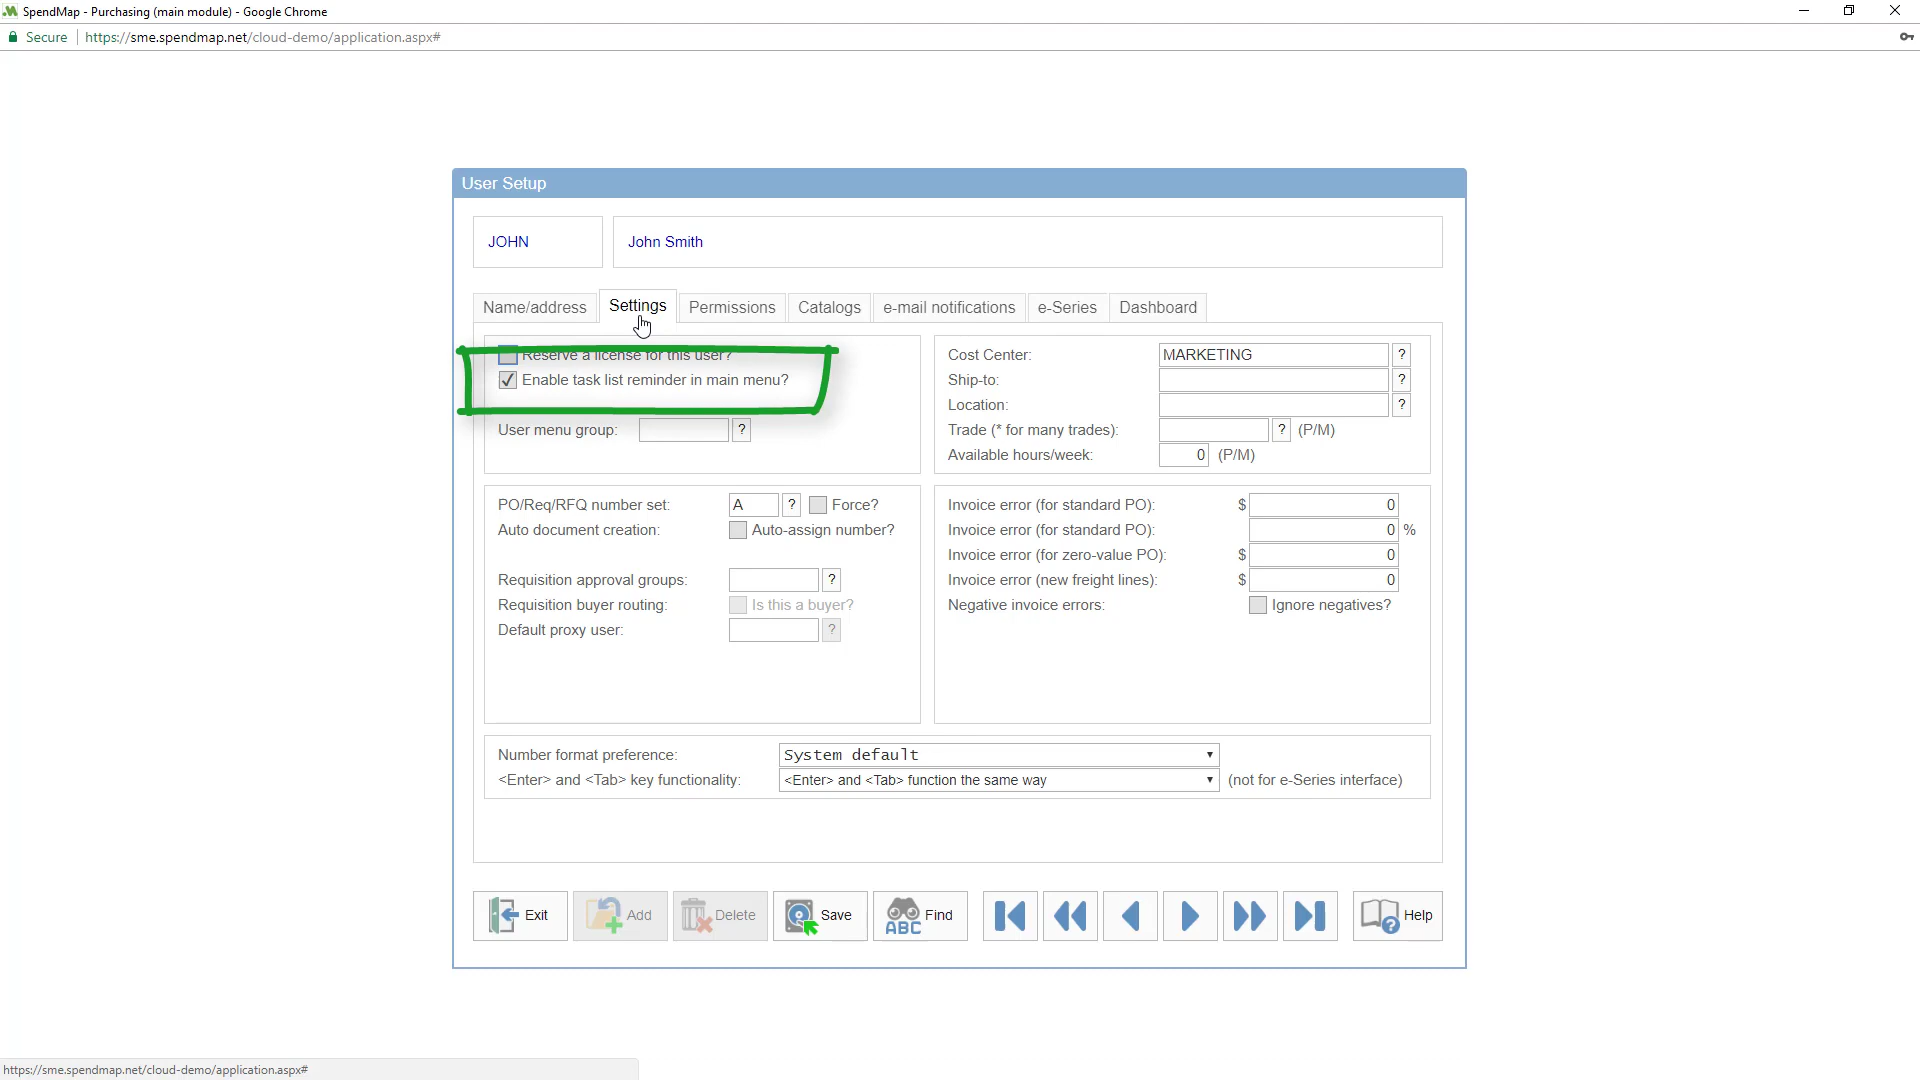 SpendMap - Purchasing (main module) - Google Chrome
Secure https://sme.spendmap.net/cloud-demo/application.aspx#
User Setup
JOHN John Smith
Name/address Settings Permissions Catalogs e-mail notifications e-Series Dashboard
Reserve a license for this user?
Enable task list reminder in main menu?
User menu group: ?
Cost Center: MARKETING ?
Ship-to: ?
Location: ?
Trade (* for many trades): ? (P/M)
Available hours/week: 0 (P/M)
PO/Req/RFQ number set: A ? Force?
Auto document creation: Auto-assign number?
Requisition approval groups: ?
Requisition buyer routing: Is this a buyer?
Default proxy user: ?
Invoice error (for standard PO): $ 0
Invoice error (for standard PO): 0 %
Invoice error (for zero-value PO): $ 0
Invoice error (new freight lines): $ 0
Negative invoice errors: Ignore negatives?
Number format preference: System default
<Enter> and <Tab> key functionality: <Enter> and <Tab> function the same way (not for e-Series interface)
Exit Add Delete Save ABC Find ? Help
https://sme.spendmap.net/cloud-demo/application.aspx#